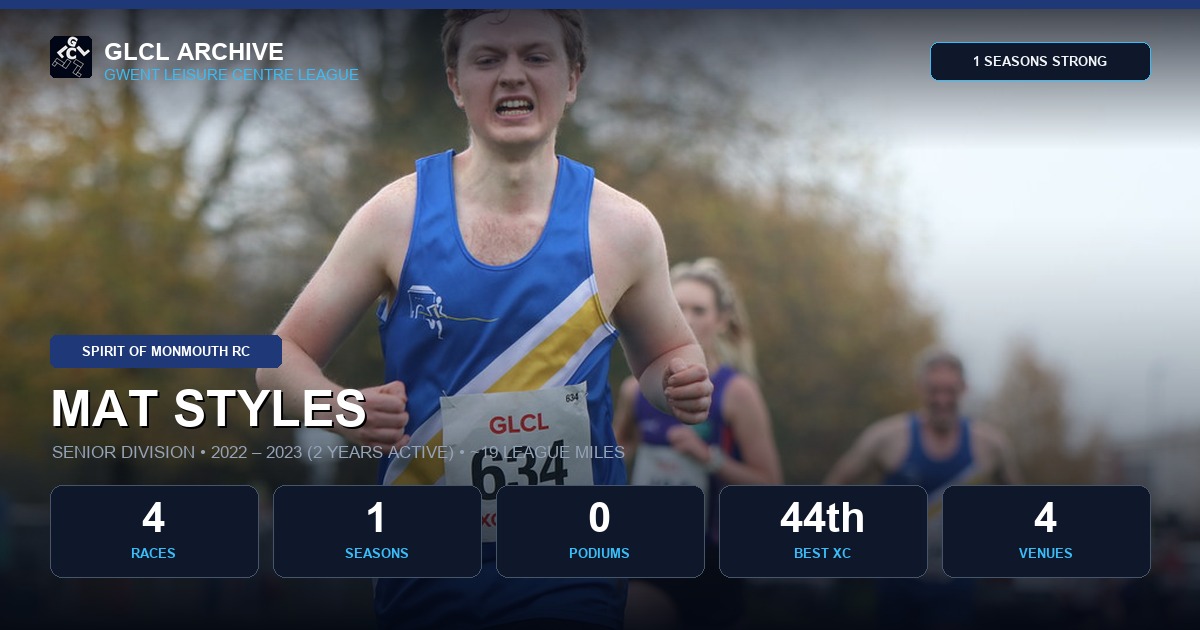 GLCL ARCHIVE
GWENT LEISURE CENTRE LEAGUE
1 SEASONS STRONG
SPIRIT OF MONMOUTH RC
MAT STYLES
SENIOR DIVISION • 2022 – 2023 (2 YEARS ACTIVE) • ~19 LEAGUE MILES
634
GLCL
634
4
RACES
1
SEASONS
0
PODIUMS
44th
BEST XC
4
VENUES